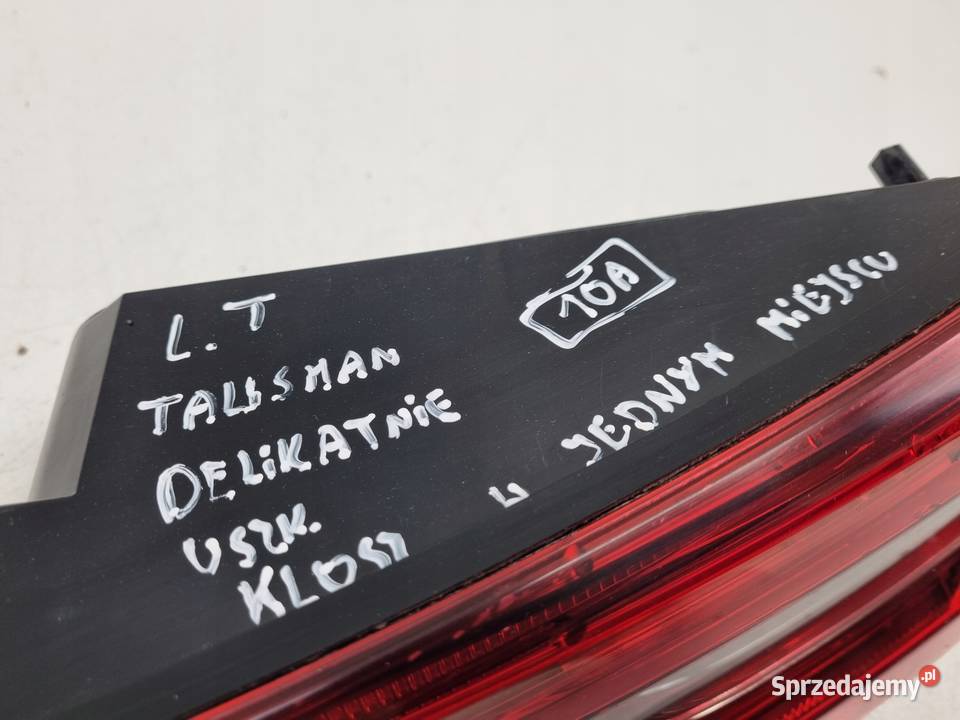 L.T
10A
TALISMAN
DELIKATNIE
USZK.
KLOSZ W JEDNYM MIEJSCU
Sprzedajemy.pl